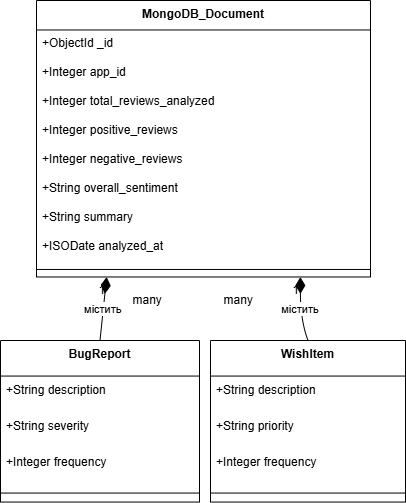 MongoDB_Document
+ObjectId _id
+Integer app_id
+Integer total_reviews_analyzed
+Integer positive_reviews
+Integer negative_reviews
+String overall_sentiment
+String summary
+ISODate analyzed_at
many many
містить містить
BugReport
+String description
+String severity
+Integer frequency
WishItem
+String description
+String priority
+Integer frequency